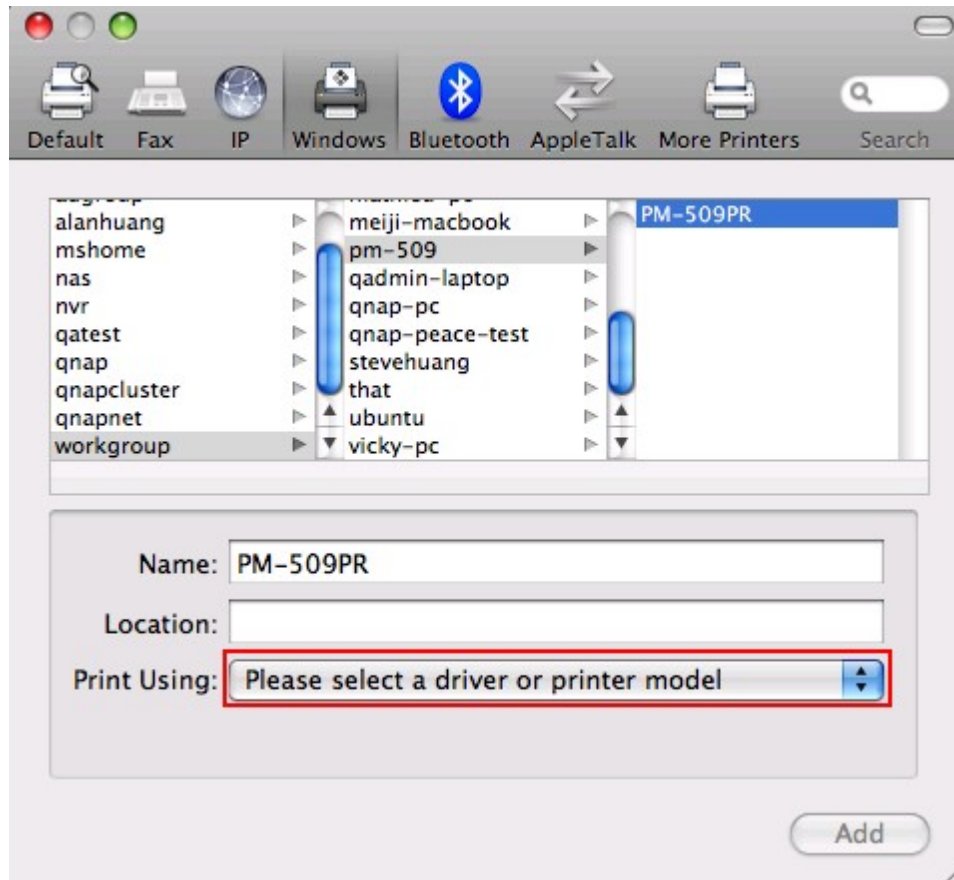 Default Fax IP Windows Bluetooth AppleTalk More Printers Search
alanhuang
mshome
nas
nvr
qatest
qnap
qnapcluster
qnapnet
workgroup
meiji-macbook
pm-509
qadmin-laptop
qnap-pc
qnap-peace-test
stevehuang
that
ubuntu
vicky-pc
PM-509PR
Name: PM-509PR
Location:
Print Using: Please select a driver or printer model
Add